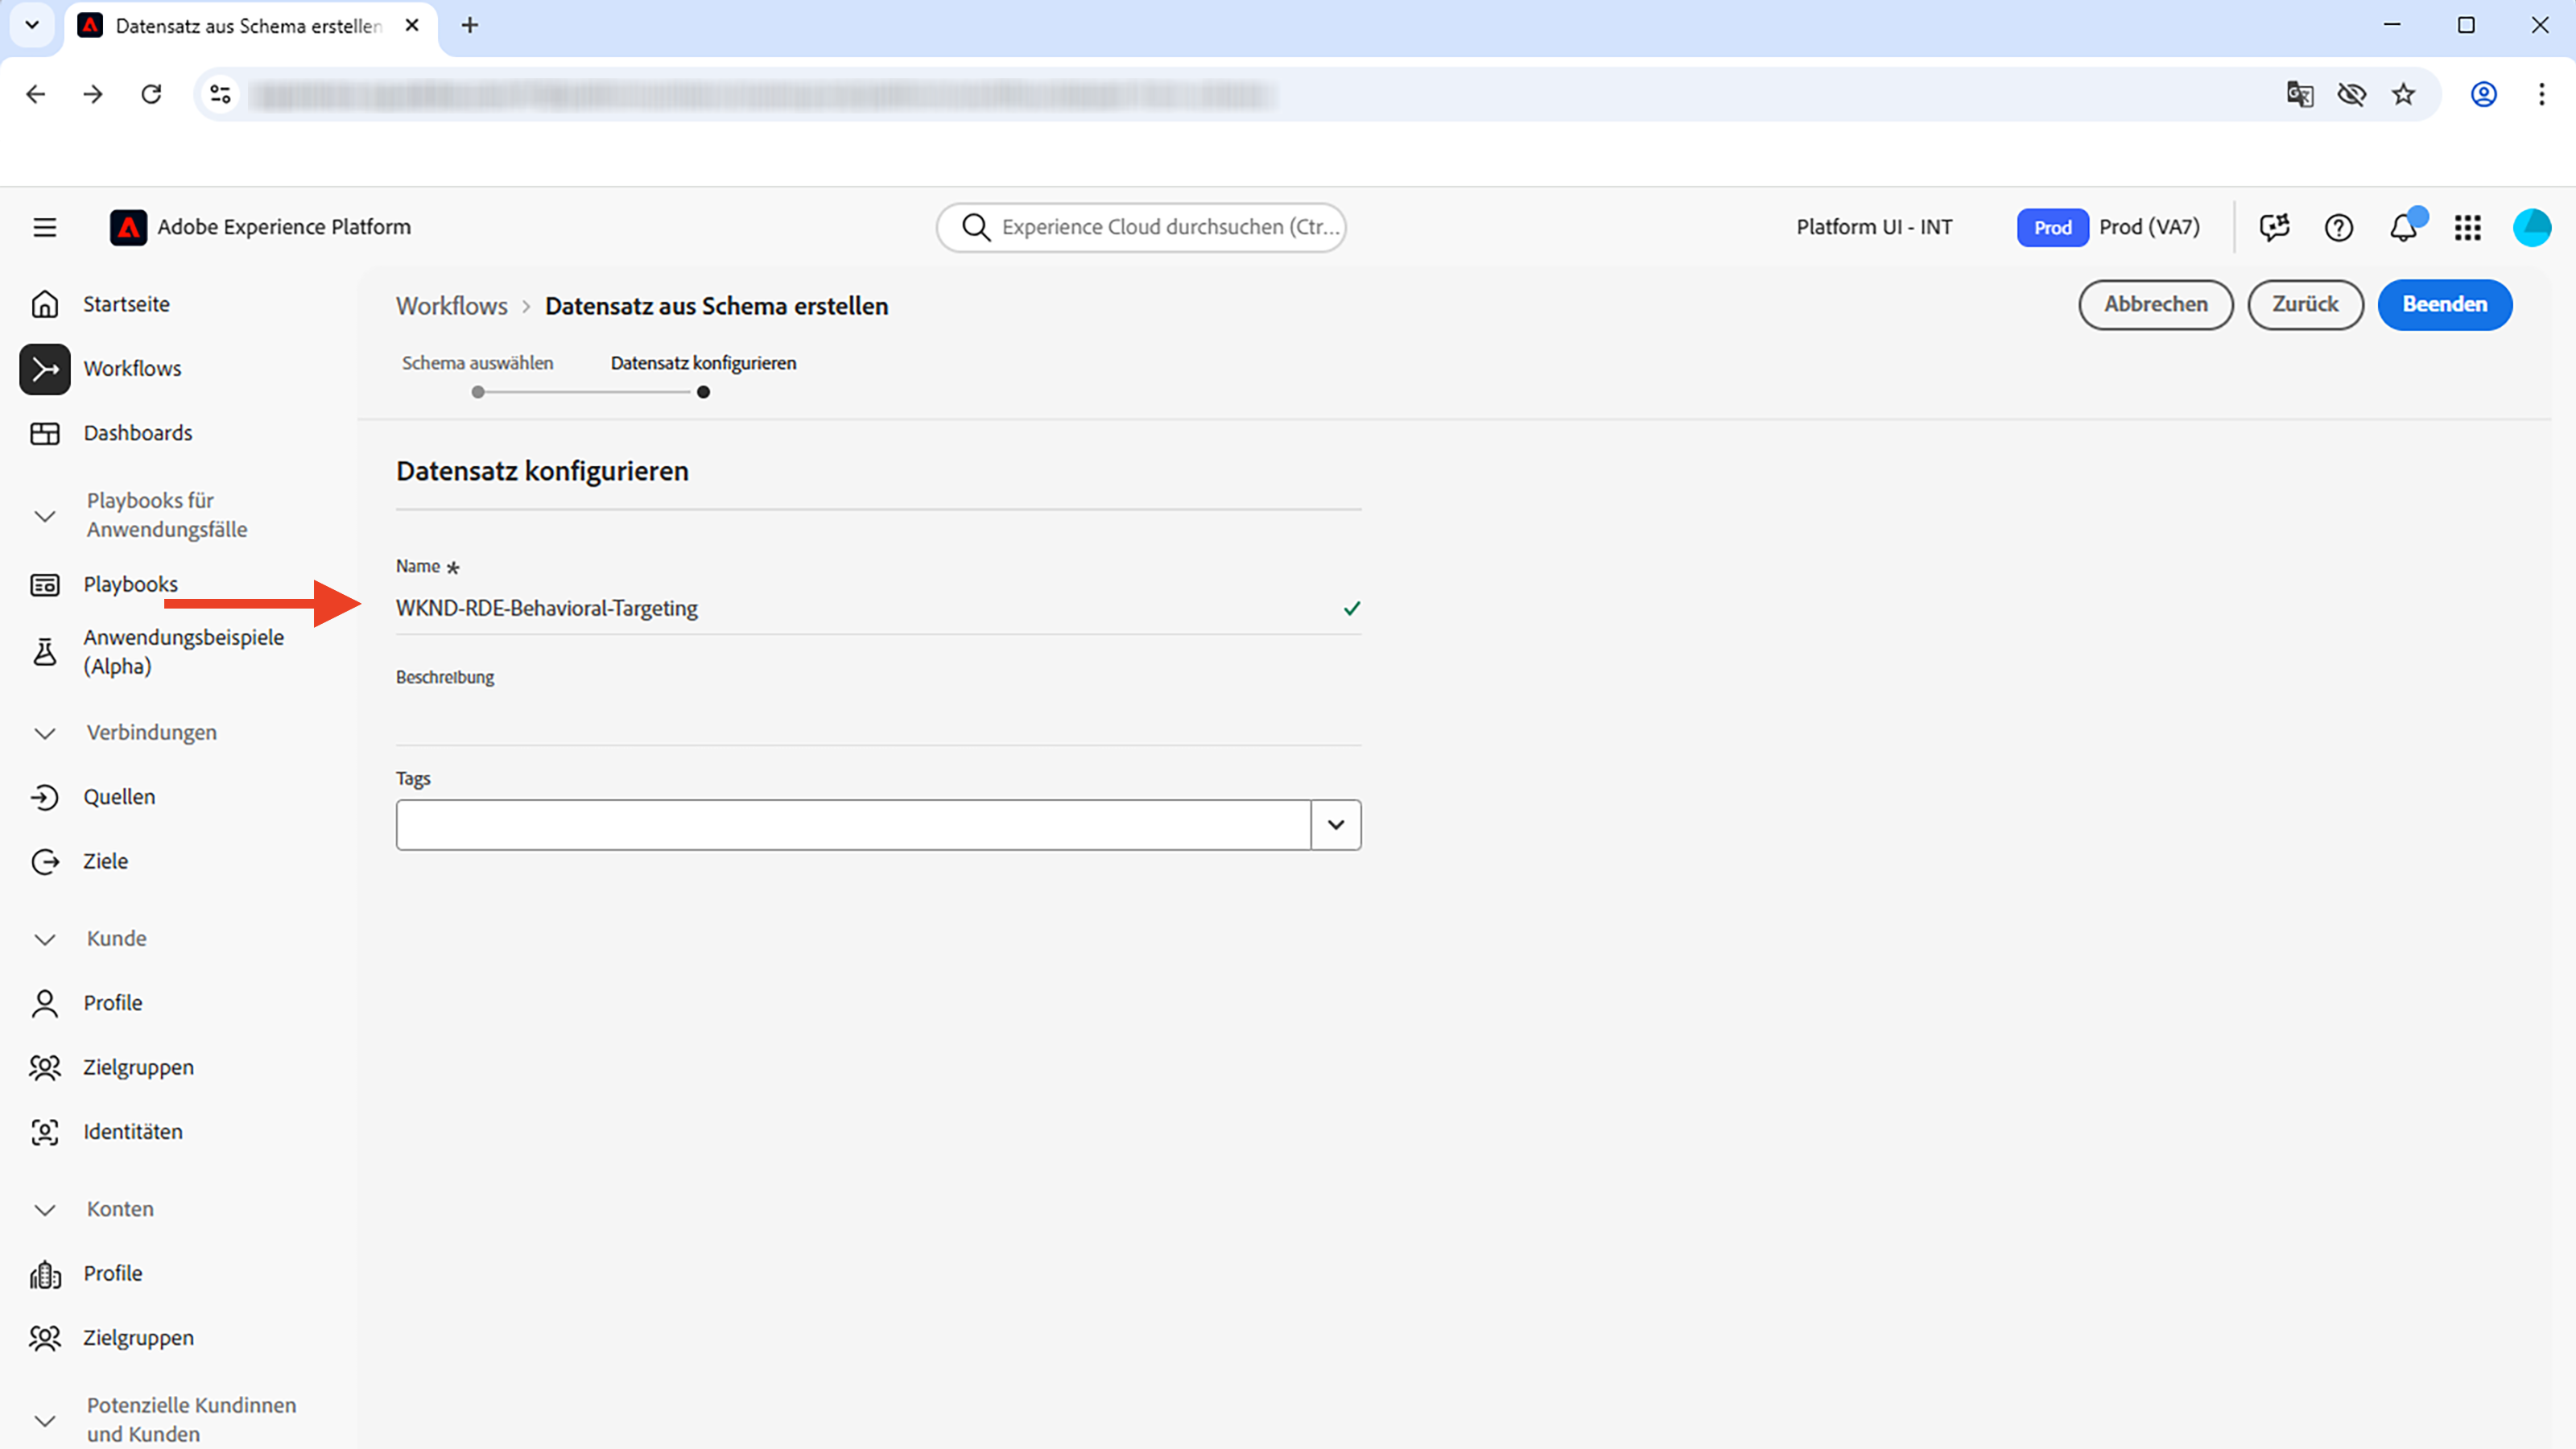 Datensatz aus Schema erstellen
Adobe Experience Platform
Experience Cloud durchsuchen (Ctr...
Platform UI - INT
Prod
Prod (VA7)
Startseite
Workflows
Dashboards
Playbooks für
Anwendungsfälle
Playbooks
Anwendungsbeispiele
(Alpha)
Verbindungen
Quellen
Ziele
Kunde
Profile
Zielgruppen
Identitäten
Konten
Profile
Zielgruppen
Potenzielle Kundinnen
und Kunden
Workflows > Datensatz aus Schema erstellen
Abbrechen
Zurück
Beenden
Schema auswählen
Datensatz konfigurieren
Datensatz konfigurieren
Name *
WKND-RDE-Behavioral-Targeting
Beschreibung
Tags